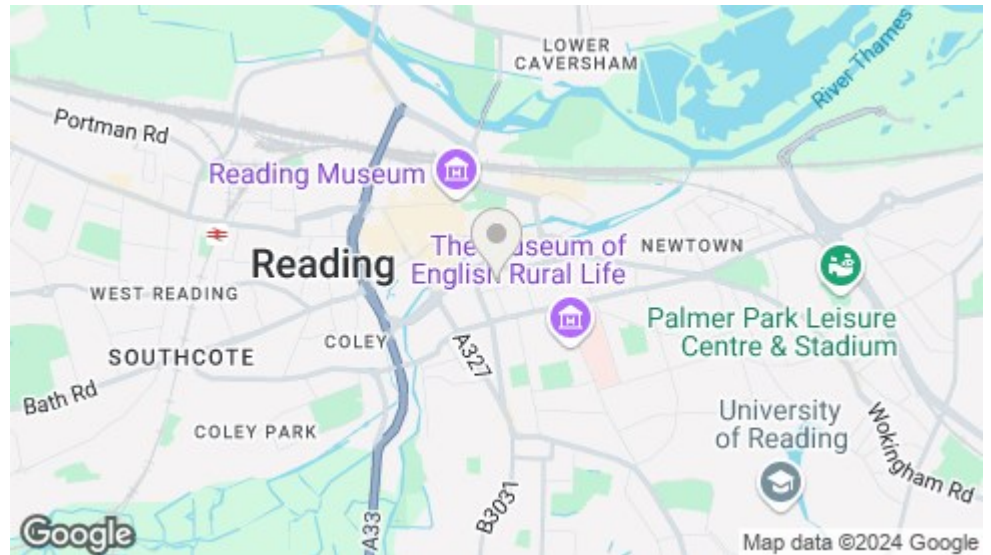 LOWER
CAVERSHAM
River Thames
Portman Rd
Reading Museum
The Museum of
English Rural Life
NEWTOWN
Reading
WEST READING
COLEY
SOUTHCOTE
Palmer Park Leisure
Centre & Stadium
A327
Bath Rd
COLEY PARK
University
of Reading
Wokingham Rd
B3031
A33
Google
Map data ©2024 Google